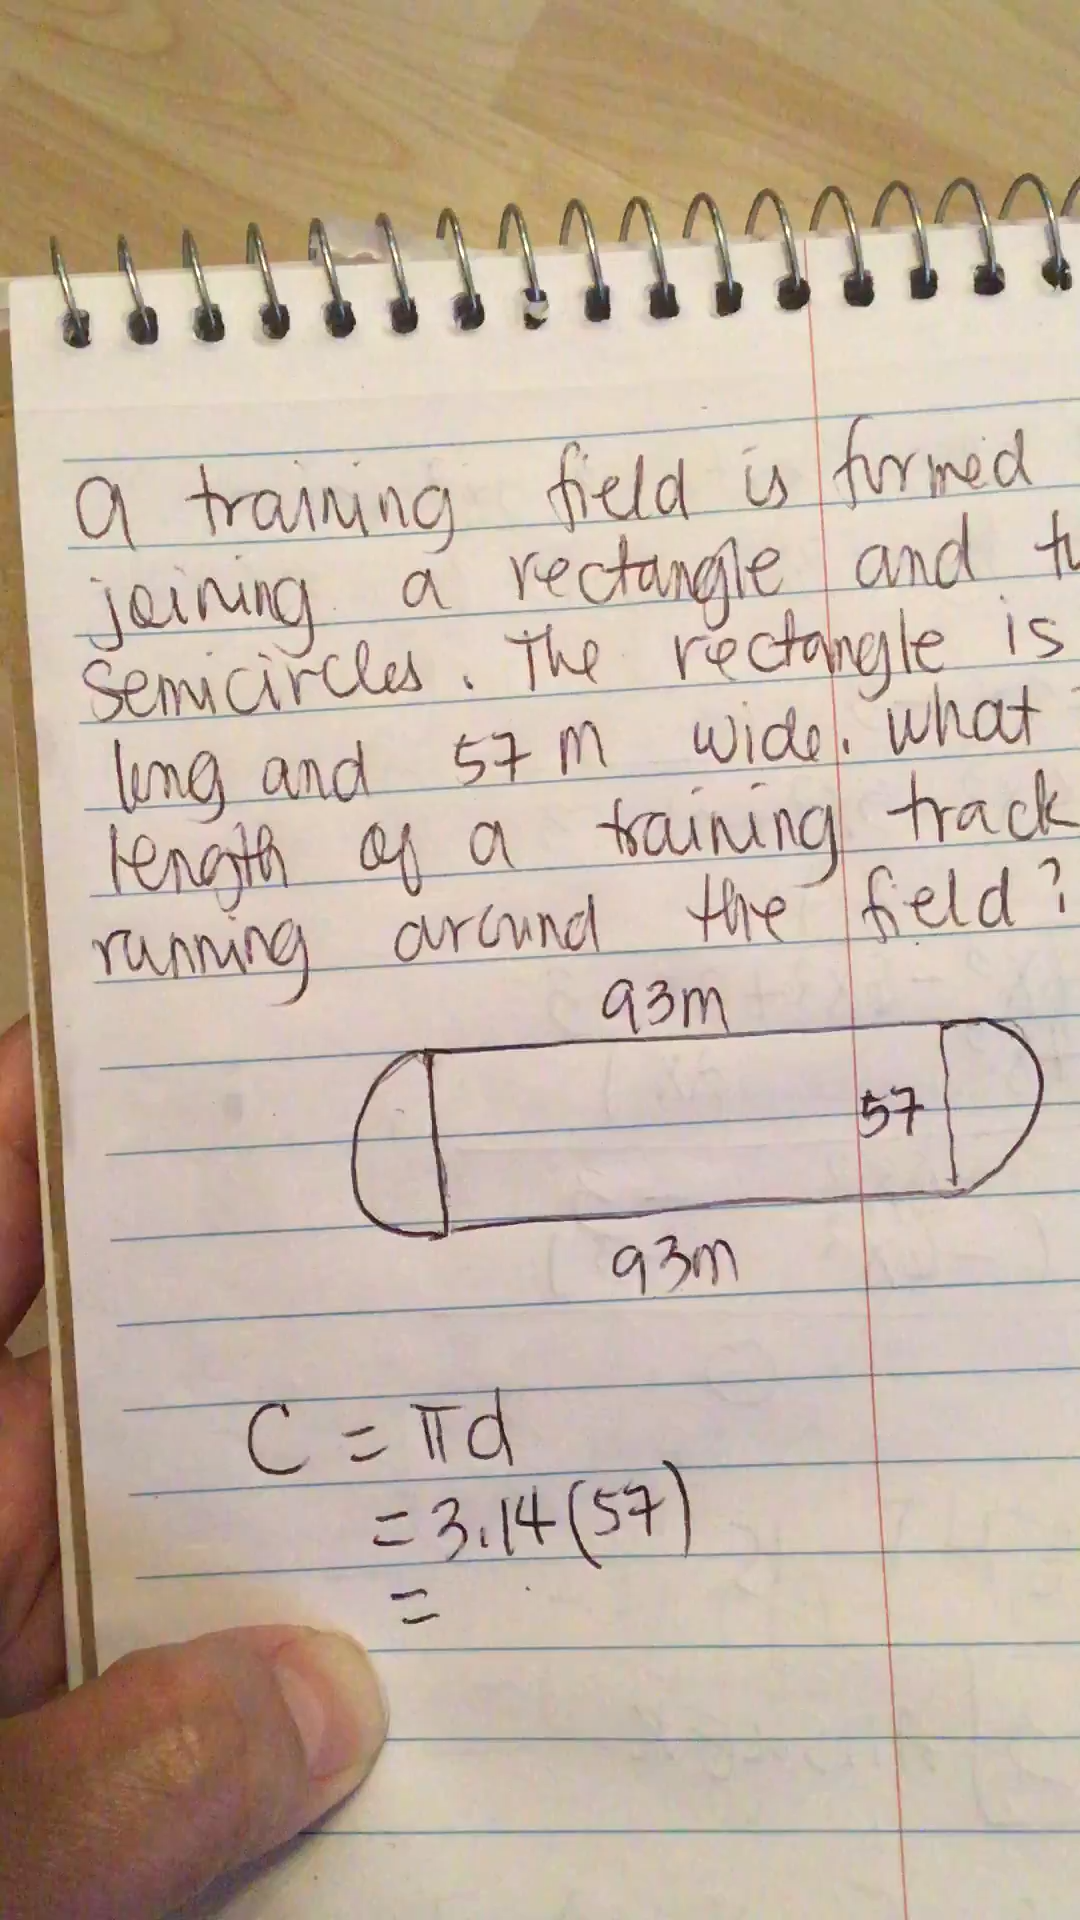 A training field is formed
joining a rectangle and
semicircles. The rectangle is
long and 57 m wide. what
length of a training track
running around the field?
93m
57
93m
C = πd
= 3.14(57)
=